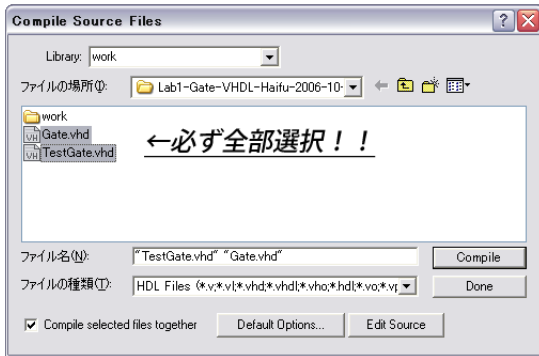 Compile Source Files
Library: work
ファイルの場所(I): Lab1-Gate-VHDL-Haifu-2006-10-
work
Gate.vhd
TestGate.vhd
←必ず全部選択！！
ファイル名(N): "TestGate.vhd" "Gate.vhd" Compile
ファイルの種類(T): HDL Files (*.v;*.vl;*.vhd;*.vhdl;*.vho;*.hdl;*.vo;*.v Done
Compile selected files together Default Options... Edit Source